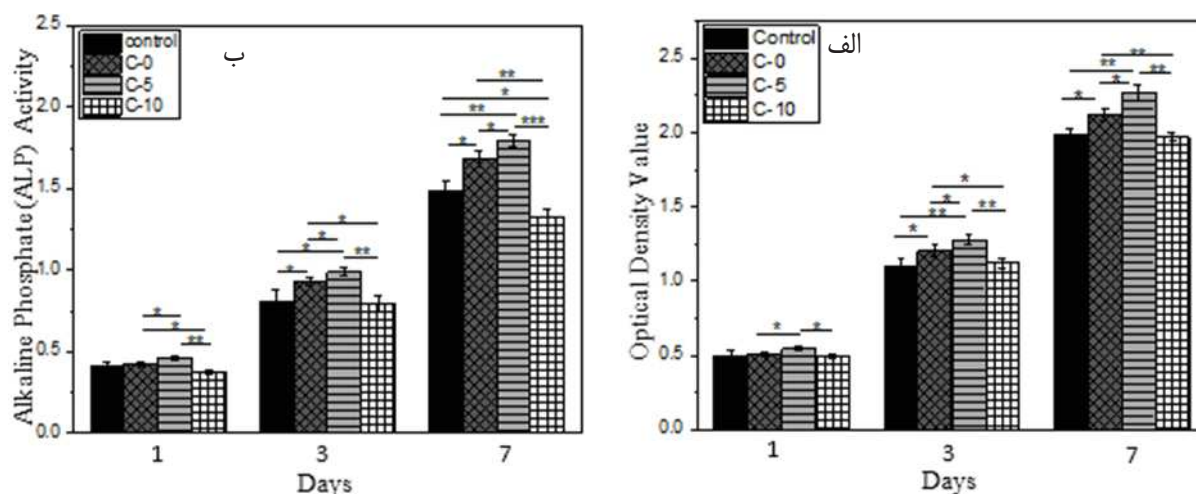 Alkaline Phosphate (ALP) Activity
2.5
2.0
1.5
1.0
0.5
0.0
control
C-0
C-5
C-10
ب
* * **
* * * ** *
* ** * *** * **
1 3 7
Days
Optical Density Value
2.5
2.0
1.5
1.0
0.5
0.0
Control
C-0
C-5
C-10
الف
* *
* ** * ** *
* ** * ** **
1 3 7
Days